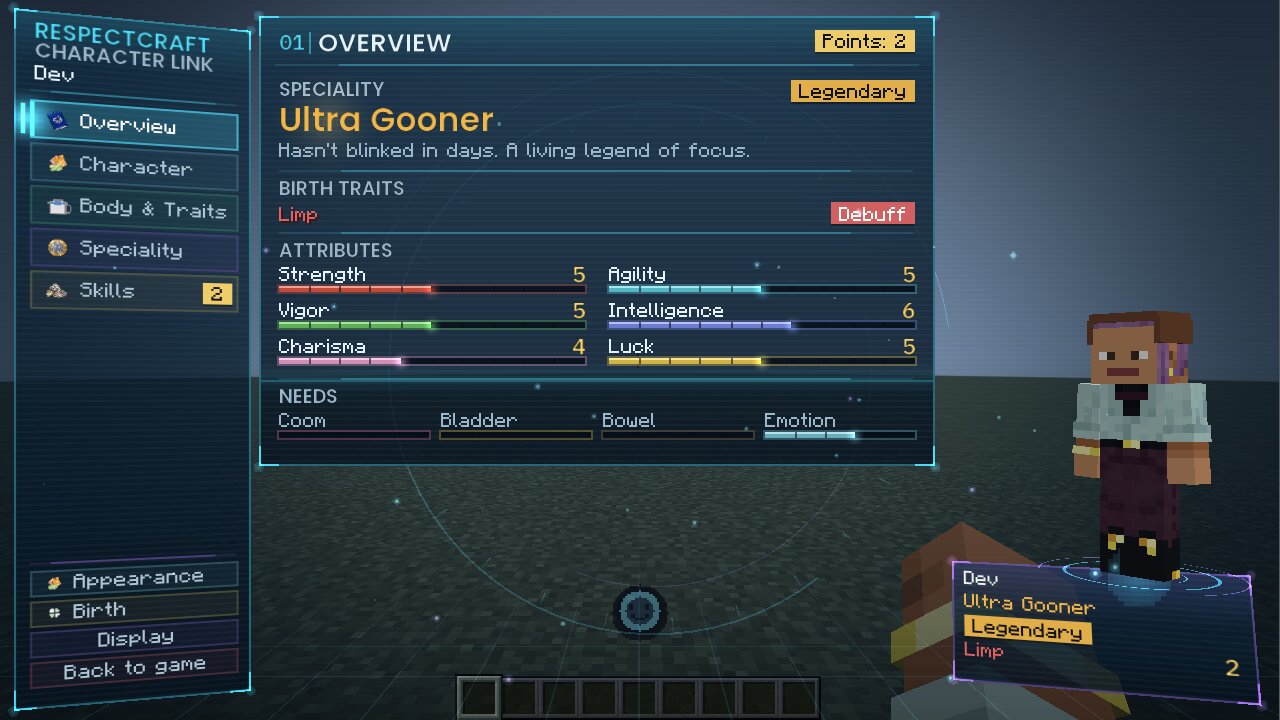 RESPECTCRAFT
CHARACTER LINK
Dev
Overview
Character
Body & Traits
Speciality
Skills 2
Appearance
Birth
Display
Back to game
01 OVERVIEW Points: 2
SPECIALITY Legendary
Ultra Gooner
Hasn't blinked in days. A living legend of focus.
BIRTH TRAITS
Limp Debuff
ATTRIBUTES
Strength 5 Agility 5
Vigor 5 Intelligence 6
Charisma 4 Luck 5
NEEDS
Coom Bladder Bowel Emotion
Dev
Ultra Gooner
Legendary
Limp
2